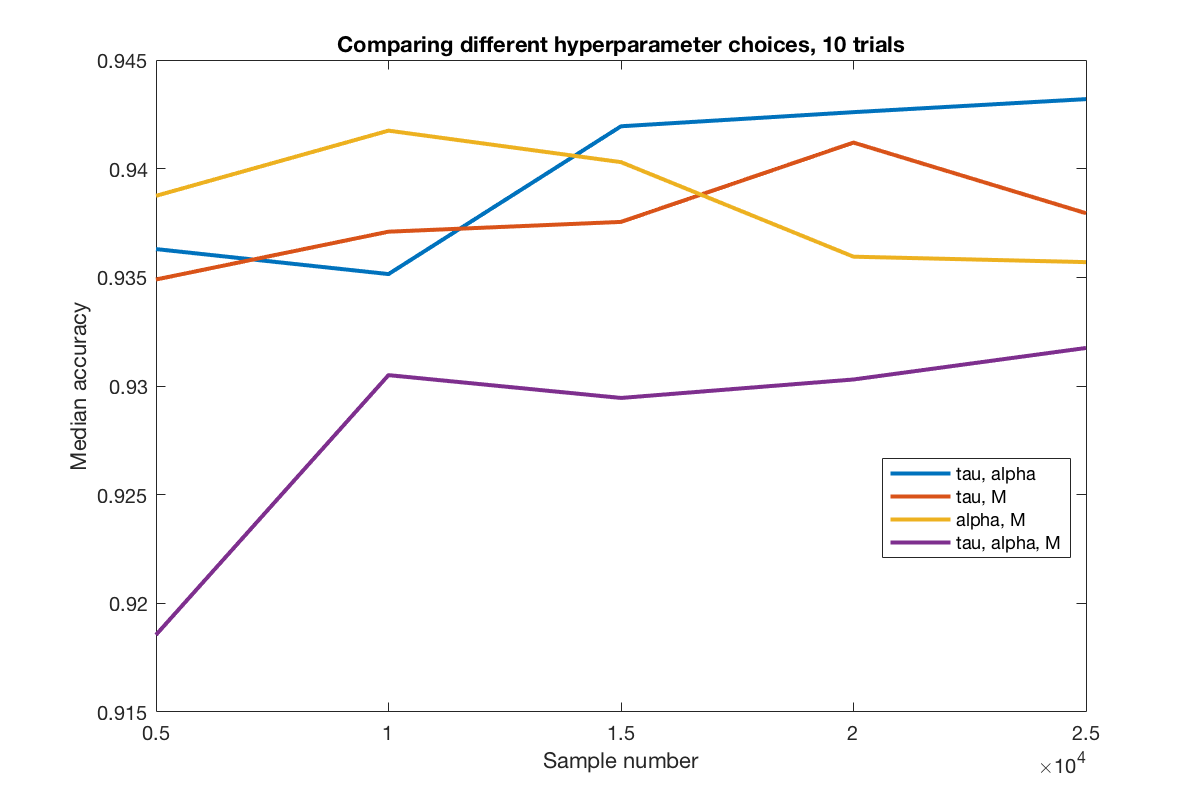 Comparing different hyperparameter choices, 10 trials
0.945
0.94
0.935
0.93
0.925
0.92
0.915
Median accuracy
0.5 1 1.5 2 2.5
Sample number
×10^4
tau, alpha
tau, M
alpha, M
tau, alpha, M